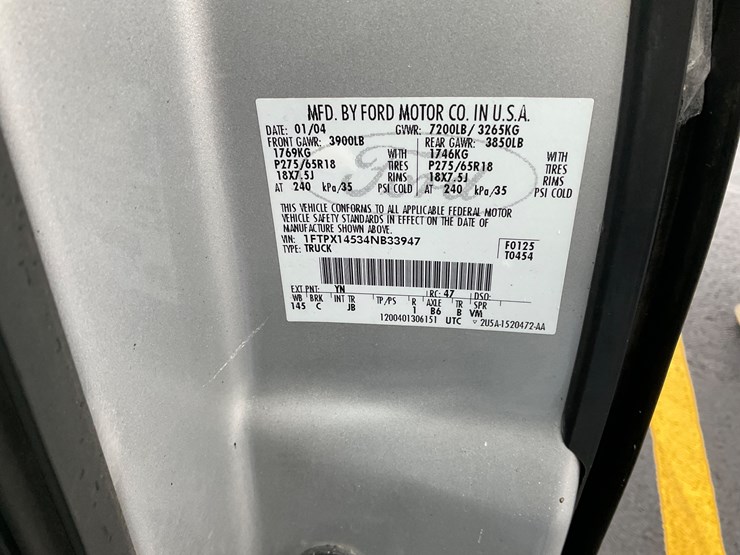 MFD. BY FORD MOTOR CO. IN U.S.A.
DATE: 01/04 GVWR: 7200LB/ 3265KG
FRONT GAWR: 3900LB REAR GAWR: 3850LB
1769KG WITH 1746KG WITH
P275/65R18 TIRES P275/65R18 TIRES
18X7.5J RIMS 18X7.5J RIMS
AT 240 kPa/35 PSI COLD AT 240 kPa/35 PSI COLD
Ford
THIS VEHICLE CONFORMS TO ALL APPLICABLE FEDERAL MOTOR
VEHICLE SAFETY STANDARDS IN EFFECT ON THE DATE OF
MANUFACTURE SHOWN ABOVE.
VIN: 1FTPX14534NB33947 F0125
TYPE: TRUCK T0454
EXT PNT: YN RC: 47 DSO:
WB BRK INT TR TP/PS R AXLE TR SPR
145 C JB 1 B6 B VM
1200401306151 UTC 2U5A-1520472-AA